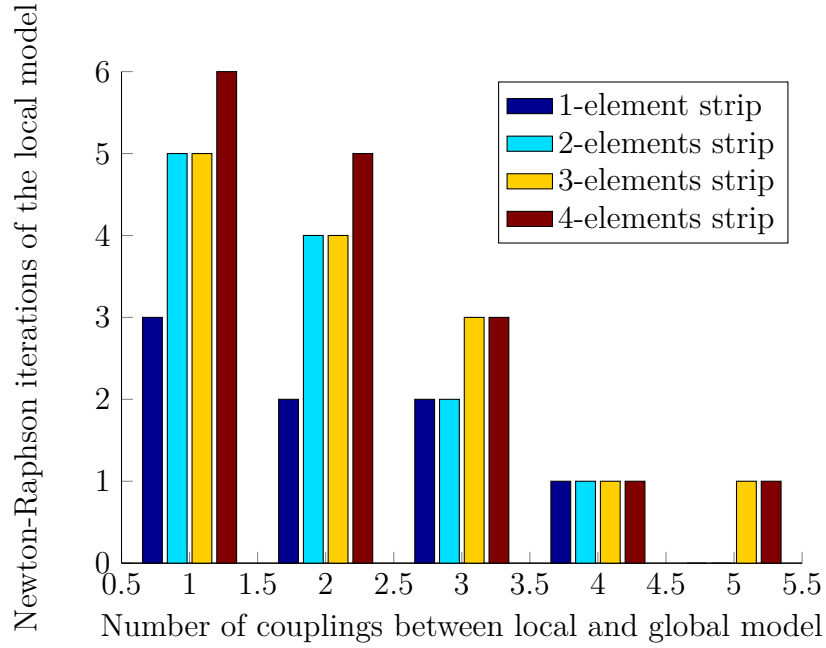 Newton-Raphson iterations of the local model
6
5
4
3
2
1
0
1-element strip
2-elements strip
3-elements strip
4-elements strip
0.5 1 1.5 2 2.5 3 3.5 4 4.5 5 5.5
Number of couplings between local and global model